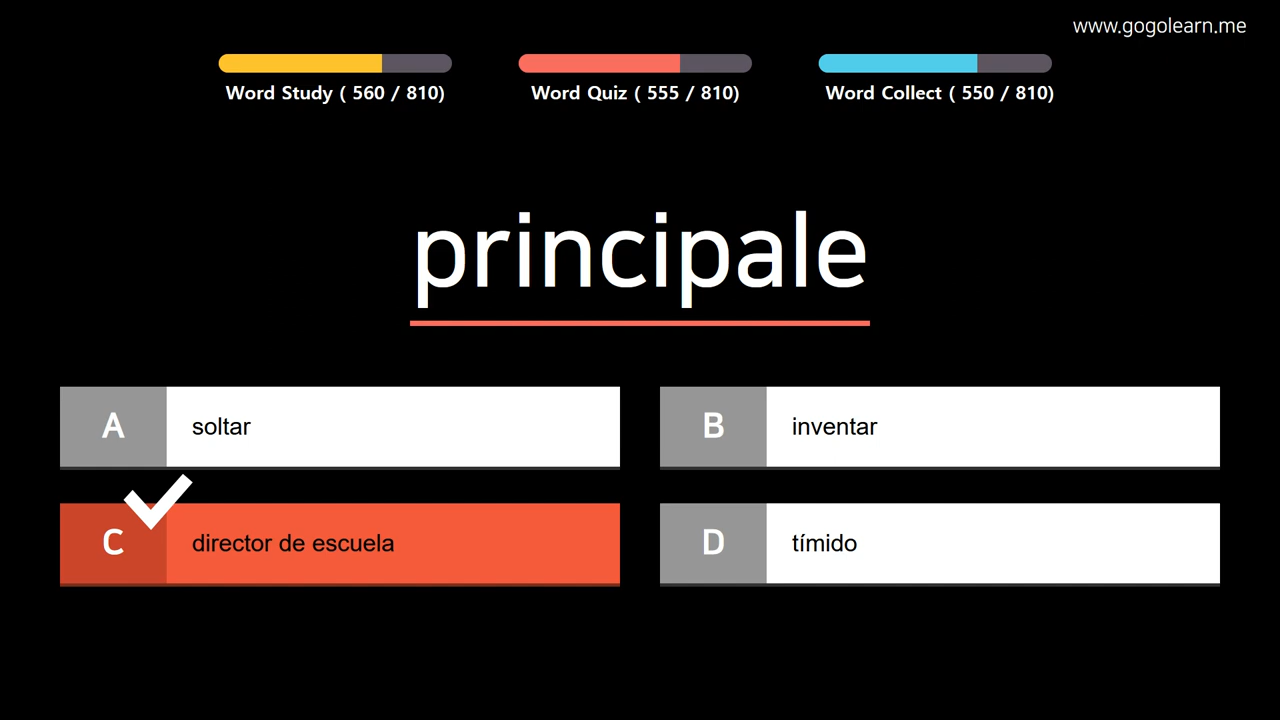 www.gogolearn.me
Word Study ( 560 / 810)
Word Quiz ( 555 / 810)
Word Collect ( 550 / 810)
principale
A soltar
B inventar
C director de escuela
D tímido